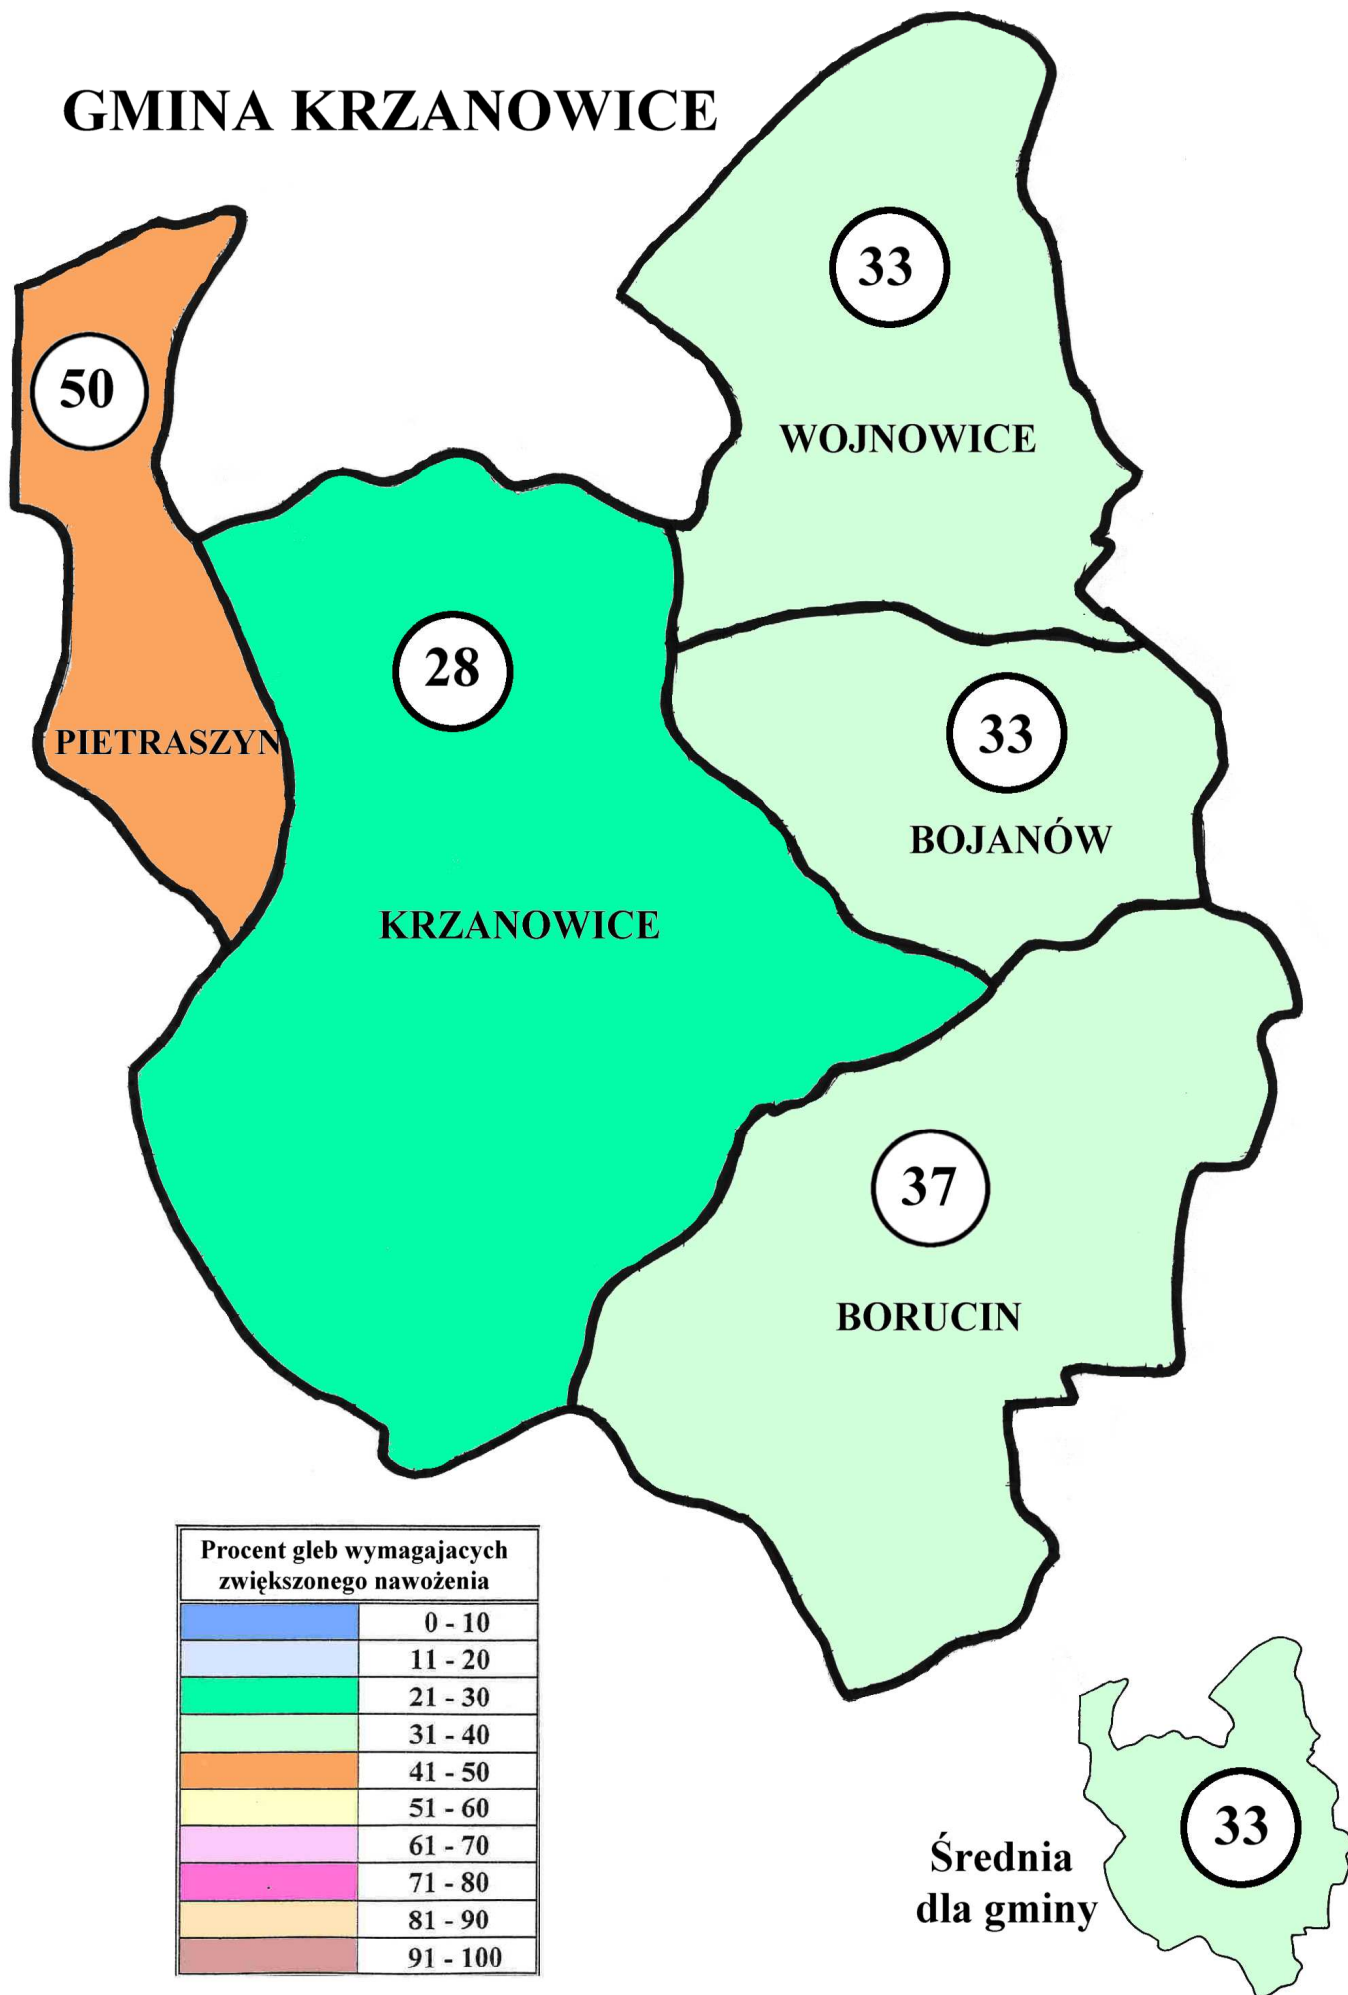 GMINA KRZANOWICE
33
50
WOJNOWICE
28
33
PIETRASZYN
BOJANÓW
KRZANOWICE
37
BORUCIN
Procent gleb wymagajacych
zwiększonego nawożenia
0 - 10
11 - 20
21 - 30
31 - 40
41 - 50
51 - 60
61 - 70
71 - 80
81 - 90
91 - 100
33
Średnia
dla gminy